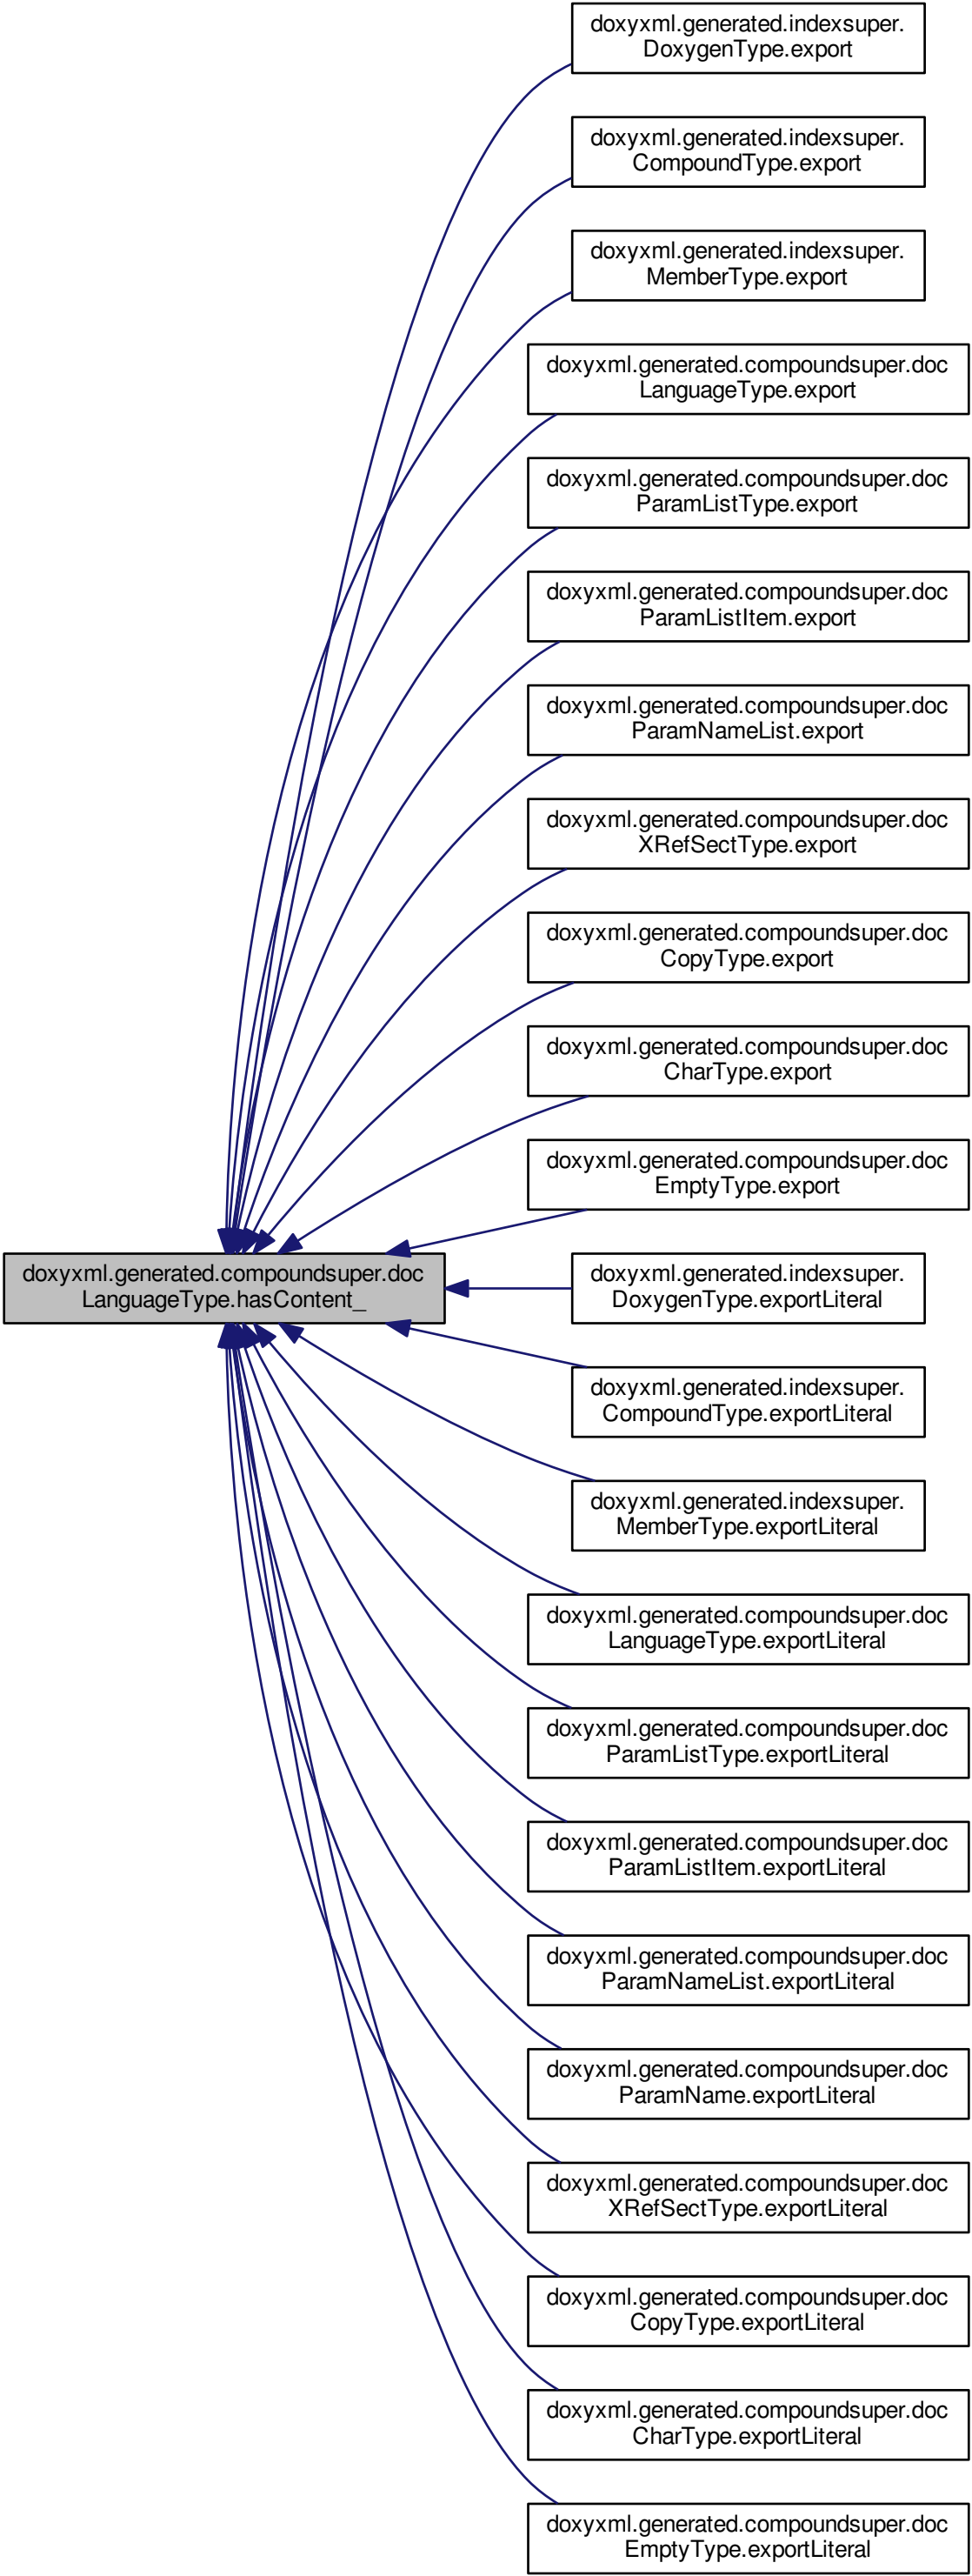 doxyxml.generated.indexsuper.
DoxygenType.export
doxyxml.generated.indexsuper.
CompoundType.export
doxyxml.generated.indexsuper.
MemberType.export
doxyxml.generated.compoundsuper.doc
LanguageType.export
doxyxml.generated.compoundsuper.doc
ParamListType.export
doxyxml.generated.compoundsuper.doc
ParamListItem.export
doxyxml.generated.compoundsuper.doc
ParamNameList.export
doxyxml.generated.compoundsuper.doc
XRefSectType.export
doxyxml.generated.compoundsuper.doc
CopyType.export
doxyxml.generated.compoundsuper.doc
CharType.export
doxyxml.generated.compoundsuper.doc
EmptyType.export
doxyxml.generated.compoundsuper.doc
LanguageType.hasContent_
doxyxml.generated.indexsuper.
DoxygenType.exportLiteral
doxyxml.generated.indexsuper.
CompoundType.exportLiteral
doxyxml.generated.indexsuper.
MemberType.exportLiteral
doxyxml.generated.compoundsuper.doc
LanguageType.exportLiteral
doxyxml.generated.compoundsuper.doc
ParamListType.exportLiteral
doxyxml.generated.compoundsuper.doc
ParamListItem.exportLiteral
doxyxml.generated.compoundsuper.doc
ParamNameList.exportLiteral
doxyxml.generated.compoundsuper.doc
ParamName.exportLiteral
doxyxml.generated.compoundsuper.doc
XRefSectType.exportLiteral
doxyxml.generated.compoundsuper.doc
CopyType.exportLiteral
doxyxml.generated.compoundsuper.doc
CharType.exportLiteral
doxyxml.generated.compoundsuper.doc
EmptyType.exportLiteral